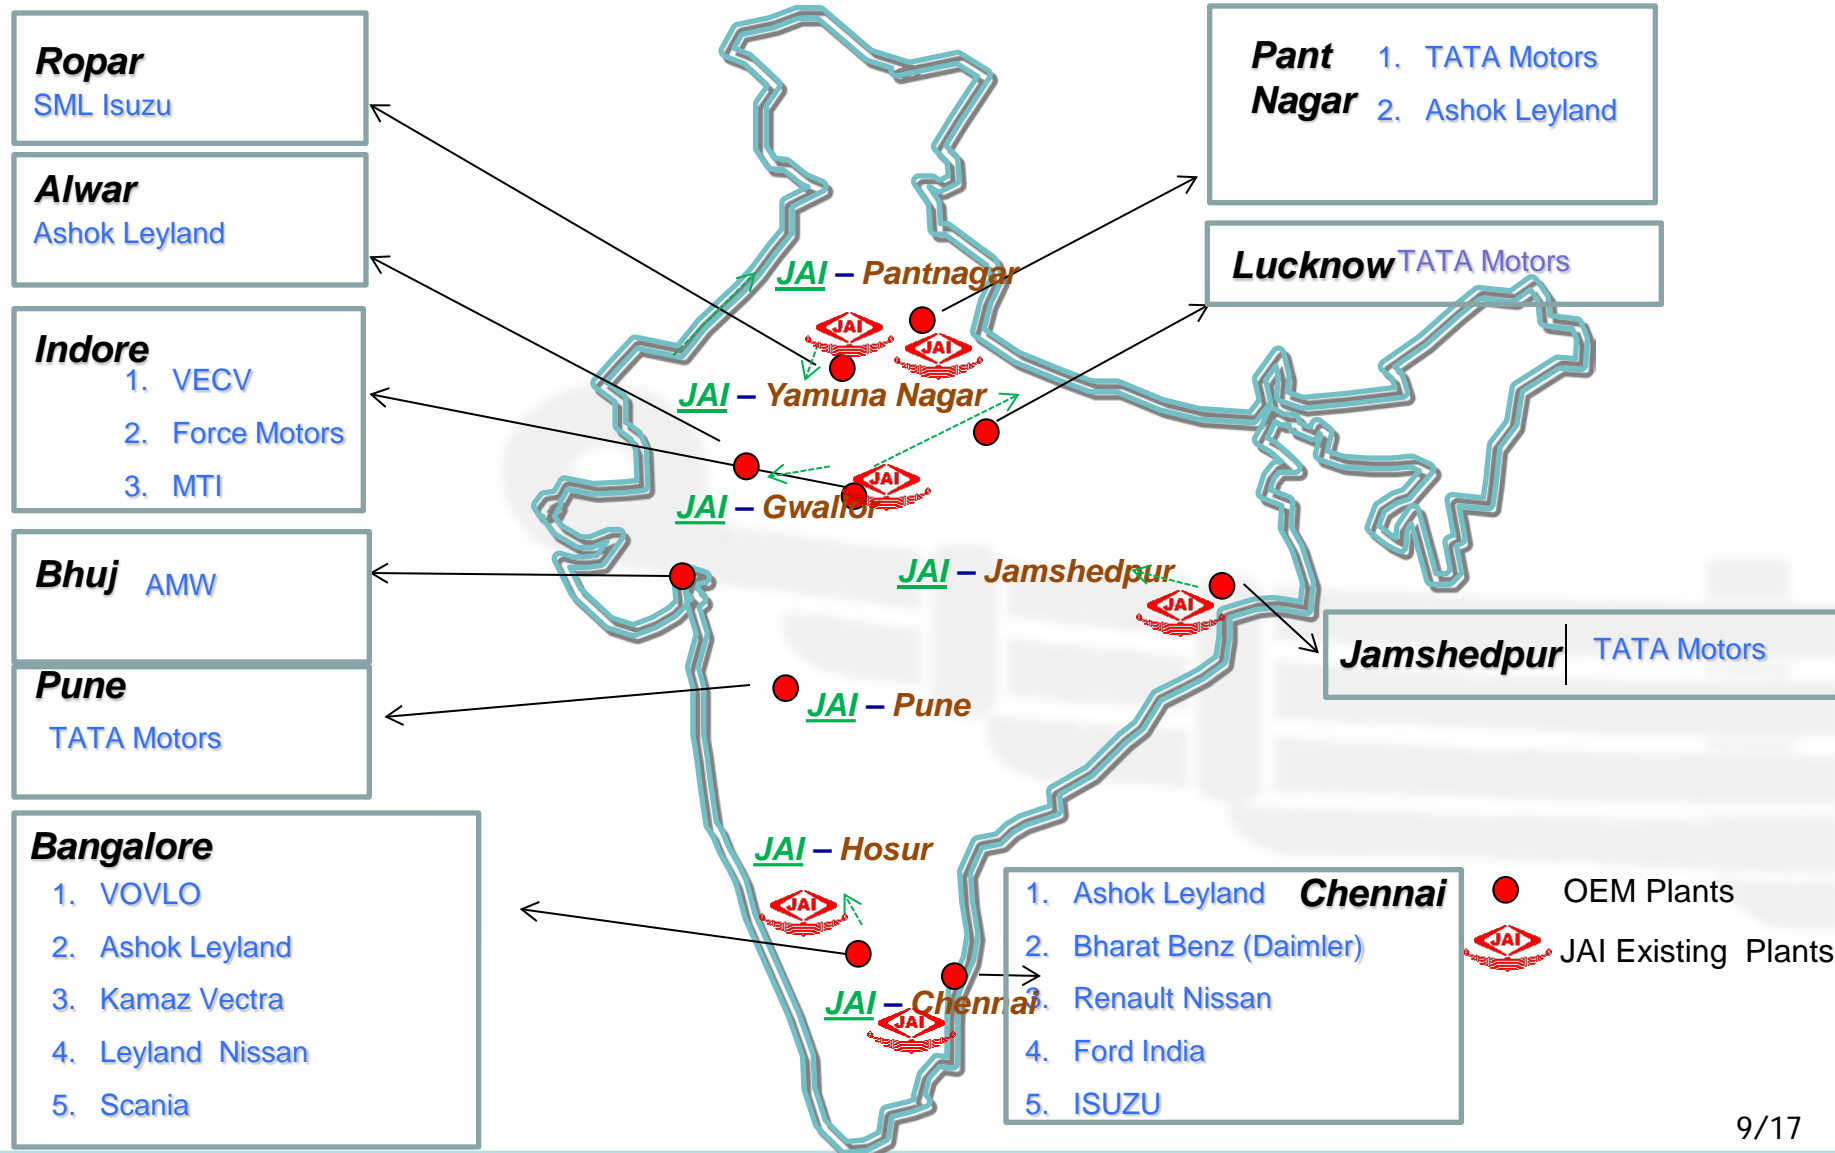 Ropar
SML Isuzu
Alwar
Ashok Leyland
Indore
1. VECV
2. Force Motors
3. MTI
Bhuj AMW
Pune
TATA Motors
Bangalore
1. VOVLO
2. Ashok Leyland
3. Kamaz Vectra
4. Leyland Nissan
5. Scania
Pant Nagar
1. TATA Motors
2. Ashok Leyland
Lucknow TATA Motors
JAI – Pantnagar
JAI
JAI
JAI – Yamuna Nagar
JAI
JAI – Gwalior
JAI – Jamshedpur
JAI
Jamshedpur TATA Motors
JAI – Pune
JAI – Hosur
JAI
JAI – Chennai
JAI
Chennai
1. Ashok Leyland
2. Bharat Benz (Daimler)
3. Renault Nissan
4. Ford India
5. ISUZU
OEM Plants
JAI JAI Existing Plants
9/17